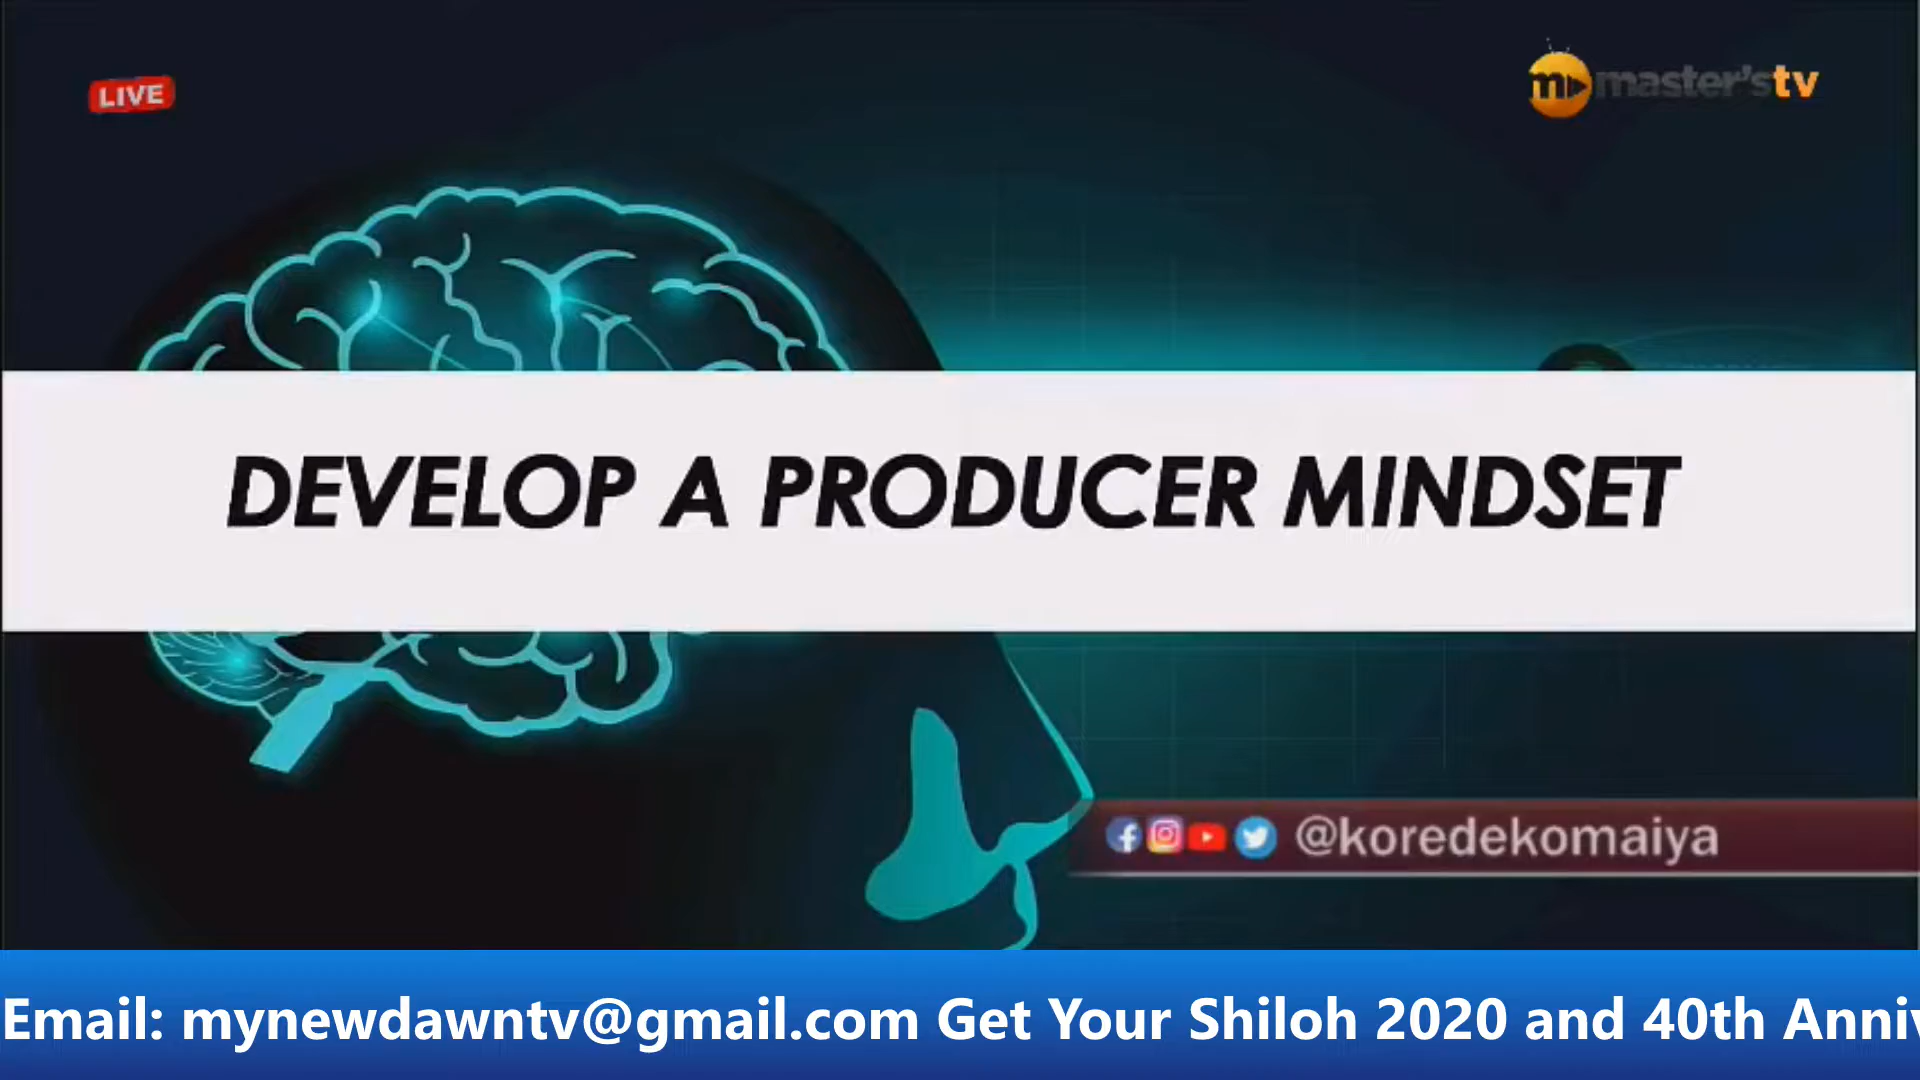 LIVE
master'stv
DEVELOP A PRODUCER MINDSET
@koredekomaiya
Email: mynewdawntv@gmail.com Get Your Shiloh 2020 and 40th Anniv